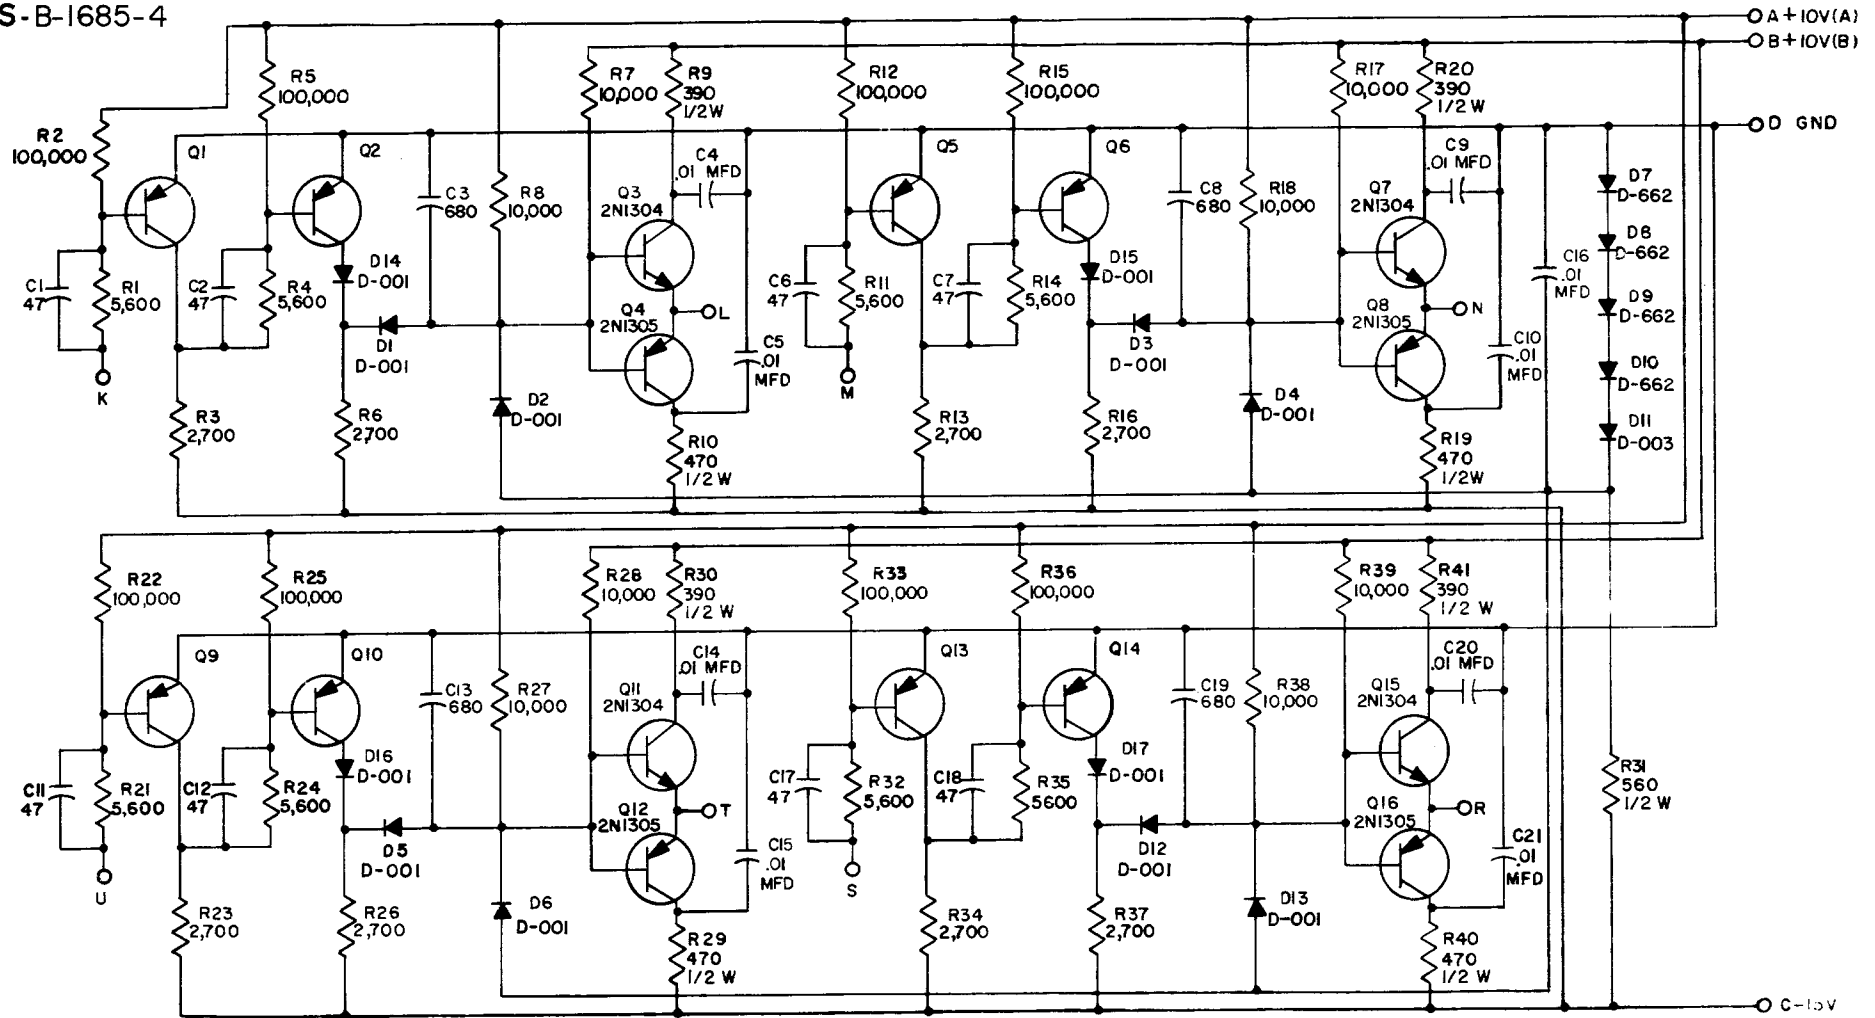 S-B-1685-4
A+10V(A)
B+10V(B)
D GND
R2
100,000
R5
100,000
R7
10,000
R9
390
1/2W
R12
100,000
R15
100,000
R17
10,000
R20
390
1/2 W
Q1
Q2
C3
680
R8
10,000
Q3
2N1304
C4
.01 MFD
Q5
Q6
C8
680
R18
10,000
Q7
2N1304
C9
.01 MFD
C16
.01
MFD
D7
D-662
D8
D-662
D9
D-662
D10
D-662
D11
D-003
C1
47
R1
5,600
C2
47
R4
5,600
D14
D-001
D1
D-001
Q4
2N1305
L
C5
.01
MFD
C6
47
R11
5,600
C7
47
R14
5,600
D15
D-001
D3
D-001
Q8
2N1305
N
C10
.01
MFD
K
M
R3
2,700
R6
2,700
D2
D-001
R10
470
1/2 W
R13
2,700
R16
2,700
D4
D-001
R19
470
1/2W
R22
100,000
R25
100,000
R28
10,000
R30
390
1/2 W
R33
100,000
R36
100,000
R39
10,000
R41
390
1/2 W
Q9
Q10
C13
680
R27
10,000
Q11
2N1304
C14
.01 MFD
Q13
Q14
C19
680
R38
10,000
Q15
2N1304
C20
.01 MFD
C11
47
R21
5,600
C12
47
R24
5,600
D16
D-001
D5
D-001
Q12
2N1305
T
C15
.01
MFD
C17
47
R32
5,600
C18
47
R35
5600
D17
D-001
D12
D-001
Q16
2N1305
R
C21
.01
MFD
R31
560
1/2 W
U
S
R23
2,700
R26
2,700
D6
D-001
R29
470
1/2 W
R34
2,700
R37
2,700
D13
D-001
R40
470
1/2 W
C-15V